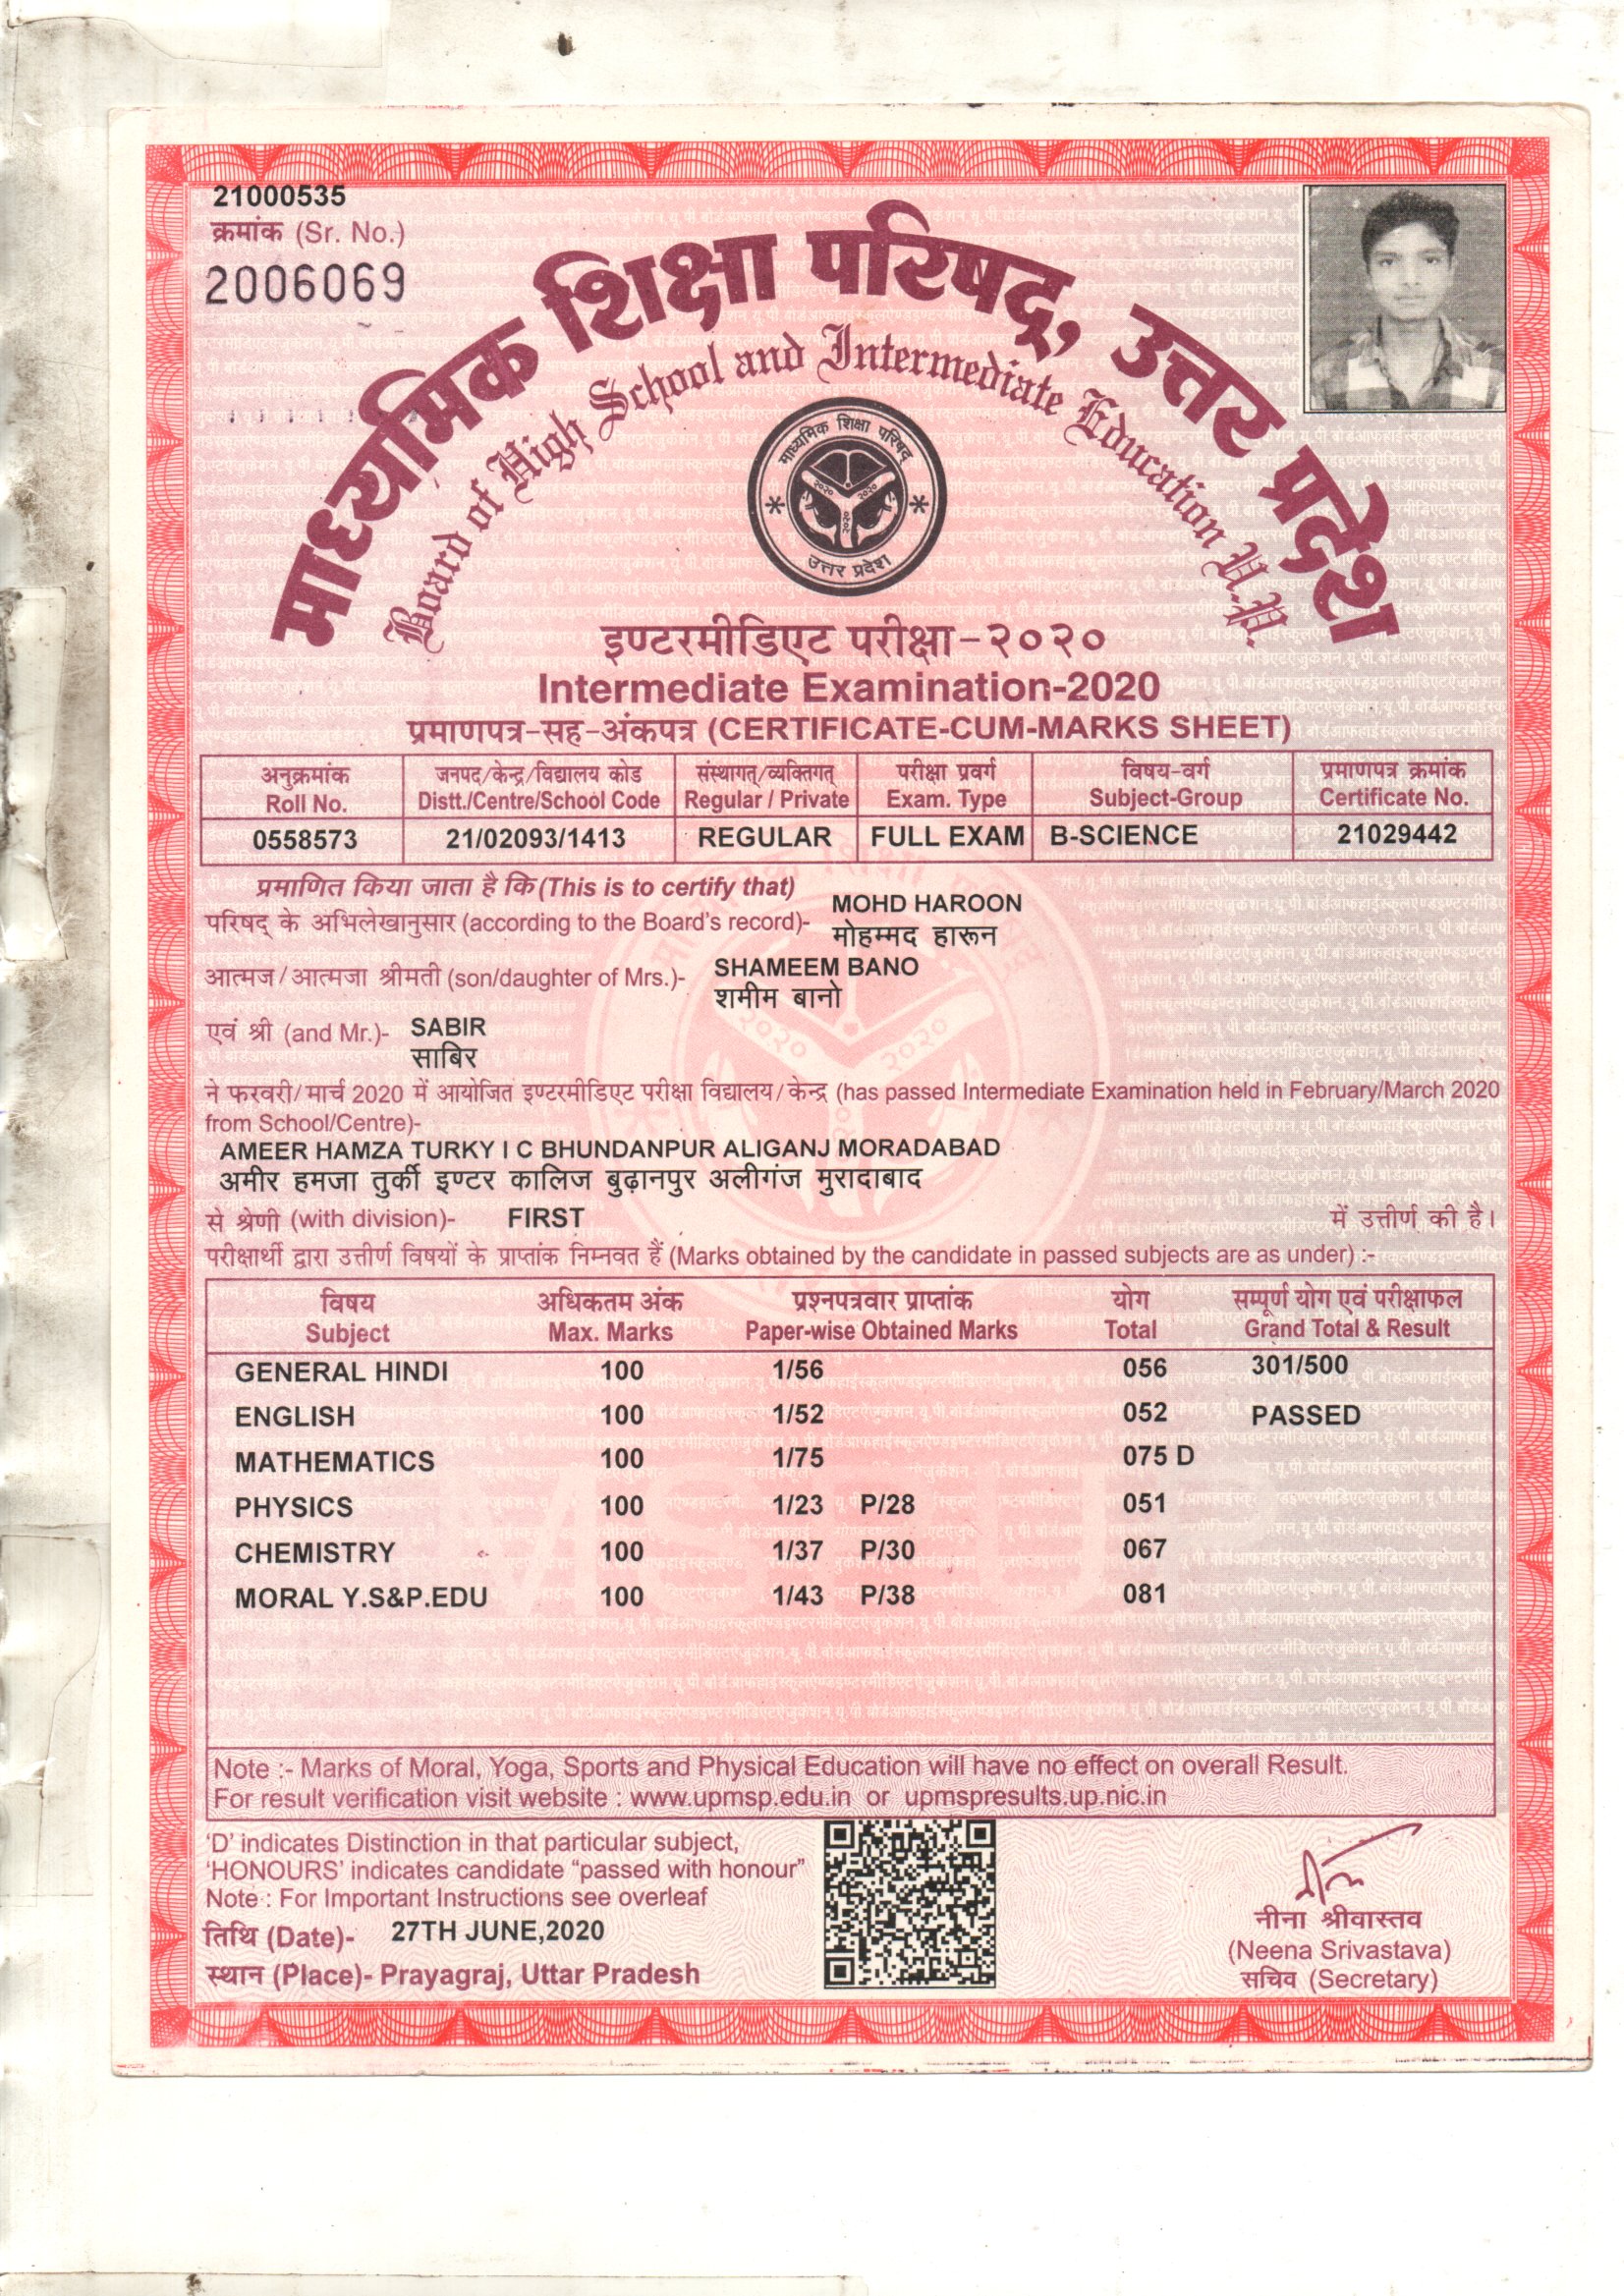 21000535
क्रमांक (Sr. No.)
2006069
माध्यमिक शिक्षा परिषद्, उत्तर प्रदेश
Board of High School and Intermediate Education U.P.
माध्यमिक शिक्षा परिषद्
२०२० २०२०
२०२०
उत्तर प्रदेश
इण्टरमीडिएट परीक्षा-२०२०
Intermediate Examination-2020
प्रमाणपत्र-सह-अंकपत्र (CERTIFICATE-CUM-MARKS SHEET)
अनुक्रमांक जनपद/केन्द्र/विद्यालय कोड संस्थागत्/व्यक्तिगत् परीक्षा प्रवर्ग विषय-वर्ग प्रमाणपत्र क्रमांक
Roll No. Distt./Centre/School Code Regular / Private Exam. Type Subject-Group Certificate No.
0558573 21/02093/1413 REGULAR FULL EXAM B-SCIENCE 21029442
प्रमाणित किया जाता है कि (This is to certify that)
परिषद् के अभिलेखानुसार (according to the Board's record)- MOHD HAROON
मोहम्मद हारून
आत्मज/आत्मजा श्रीमती (son/daughter of Mrs.)- SHAMEEM BANO
शमीम बानो
एवं श्री (and Mr.)- SABIR
साबिर
ने फरवरी/मार्च 2020 में आयोजित इण्टरमीडिएट परीक्षा विद्यालय/केन्द्र (has passed Intermediate Examination held in February/March 2020
from School/Centre)-
AMEER HAMZA TURKY I C BHUNDANPUR ALIGANJ MORADABAD
अमीर हमजा तुर्की इण्टर कालिज बुढ़ानपुर अलीगंज मुरादाबाद
से श्रेणी (with division)- FIRST में उत्तीर्ण की है।
परीक्षार्थी द्वारा उत्तीर्ण विषयों के प्राप्तांक निम्नवत हैं (Marks obtained by the candidate in passed subjects are as under) :-
विषय अधिकतम अंक प्रश्नपत्रवार प्राप्तांक योग सम्पूर्ण योग एवं परीक्षाफल
Subject Max. Marks Paper-wise Obtained Marks Total Grand Total & Result
GENERAL HINDI 100 1/56 056 301/500
ENGLISH 100 1/52 052 PASSED
MATHEMATICS 100 1/75 075 D
PHYSICS 100 1/23 P/28 051
CHEMISTRY 100 1/37 P/30 067
MORAL Y.S&P.EDU 100 1/43 P/38 081
Note :- Marks of Moral, Yoga, Sports and Physical Education will have no effect on overall Result.
For result verification visit website : www.upmsp.edu.in or upmspresults.up.nic.in
'D' indicates Distinction in that particular subject,
'HONOURS' indicates candidate "passed with honour"
Note : For Important Instructions see overleaf
तिथि (Date)- 27TH JUNE,2020
स्थान (Place)- Prayagraj, Uttar Pradesh
नीना श्रीवास्तव
(Neena Srivastava)
सचिव (Secretary)